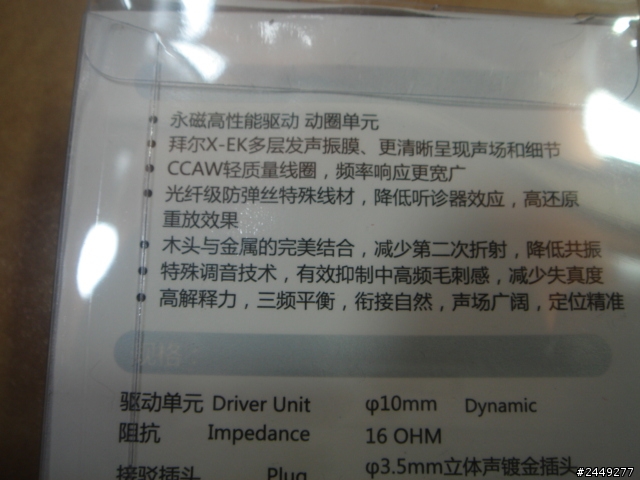 永磁高性能驱动 动圈单元
拜尔X-EK多层发声振膜、更清晰呈现声场和细节
CCAW轻质量线圈，频率响应更宽广
光纤级防弹丝特殊线材，降低听诊器效应，高还原
重放效果
木头与金属的完美结合，减少第二次折射，降低共振
特殊调音技术，有效抑制中高频毛刺感，减少失真度
高解释力，三频平衡，衔接自然，声场广阔，定位精准
规格：
驱动单元 Driver Unit φ10mm Dynamic
阻抗 Impedance 16 OHM
接驳插头 Plug φ3.5mm立体声镀金插头
#2449277